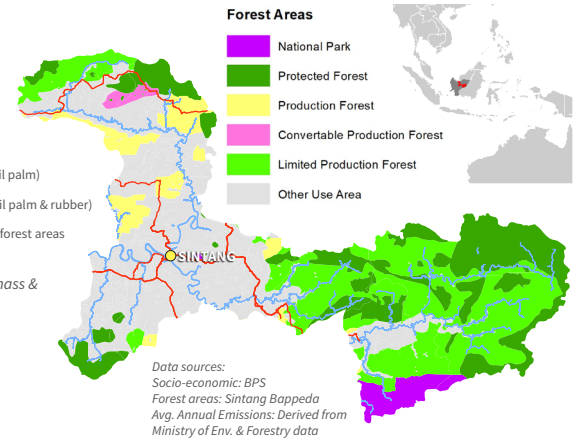 Forest Areas
National Park
Protected Forest
Production Forest
Convertable Production Forest
Limited Production Forest
Other Use Area
il palm)
il palm & rubber)
forest areas
SINTANG
nass &
Data sources:
Socio-economic: BPS
Forest areas: Sintang Bappeda
Avg. Annual Emissions: Derived from
Ministry of Env. & Forestry data